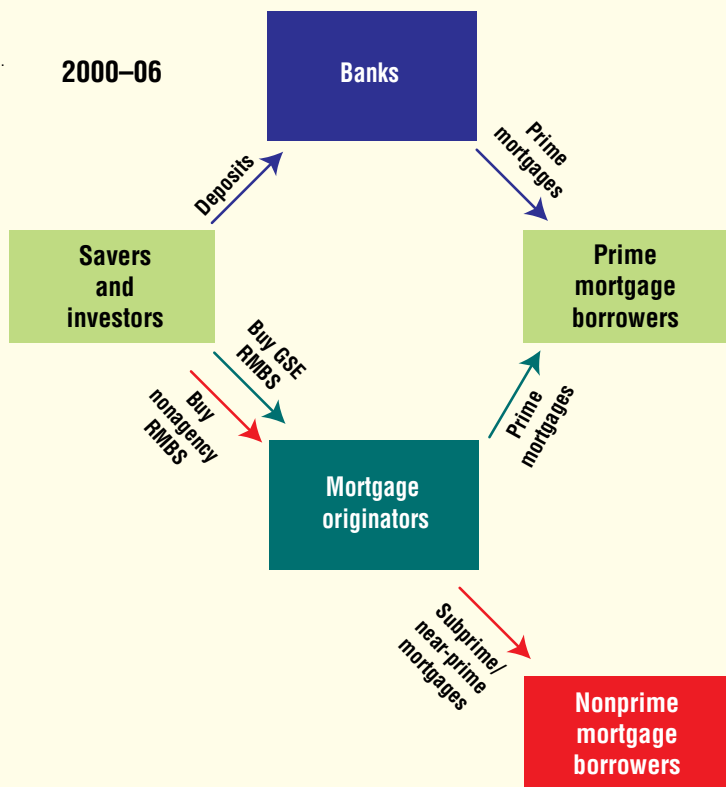 2000–06
Banks
Deposits
Prime
mortgages
Savers
and
investors
Prime
mortgage
borrowers
Buy GSE
RMBS
Buy
nonagency
RMBS
Prime
mortgages
Mortgage
originators
Subprime/
near-prime
mortgages
Nonprime
mortgage
borrowers